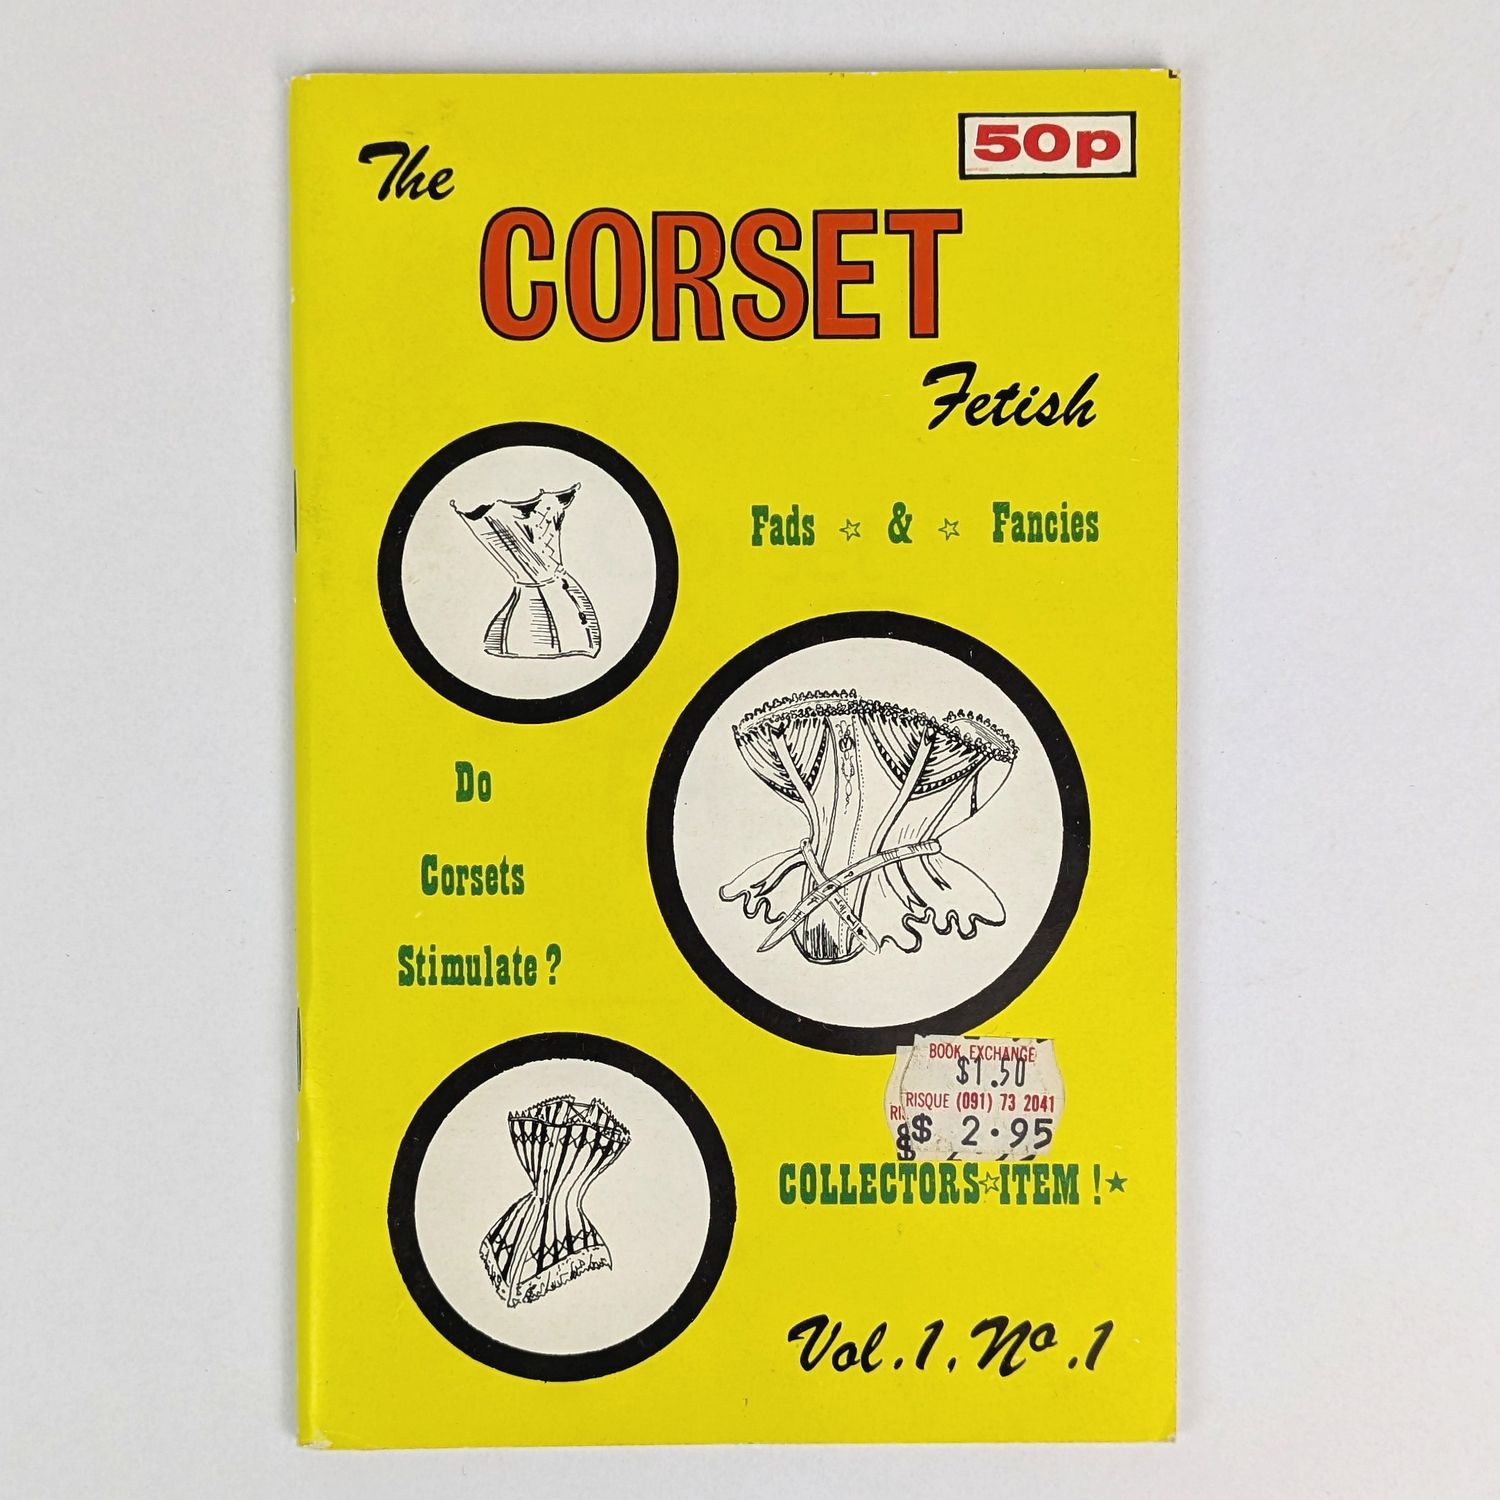 The
50p
CORSET
Fetish
Fads ☆ & ☆ Fancies
Do
Corsets
Stimulate?
BOOK EXCHANGE
$1.50
RISQUE (091) 73 2041
$ 2.95
COLLECTORS☆ITEM!★
Vol.1. No.1